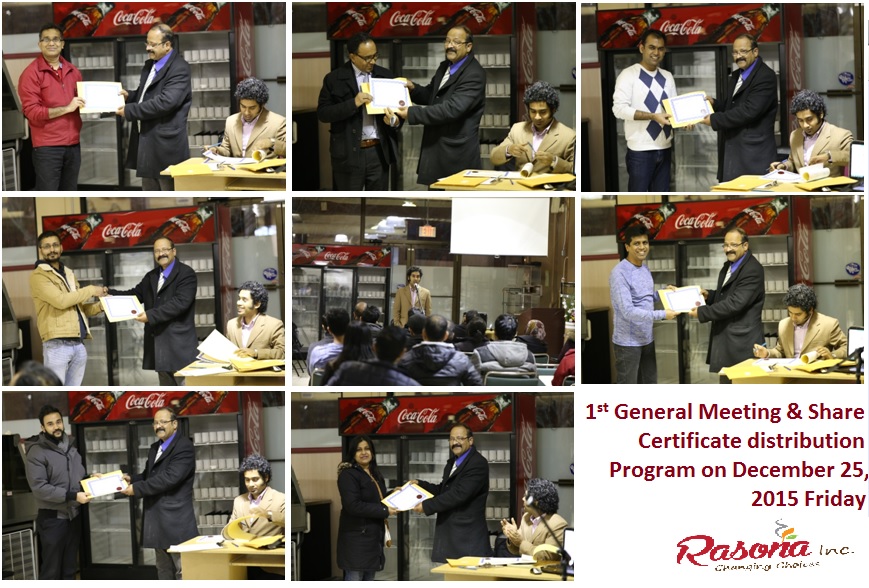 Coca-Cola
Coca-Cola
Coca-Cola
Coca-Cola
Coca-Cola
Coca-Cola
Coca-Cola
Coca-Cola
EXIT
1st General Meeting & Share
Certificate distribution
Program on December 25,
2015 Friday
Rasona Inc.
Changing Choices